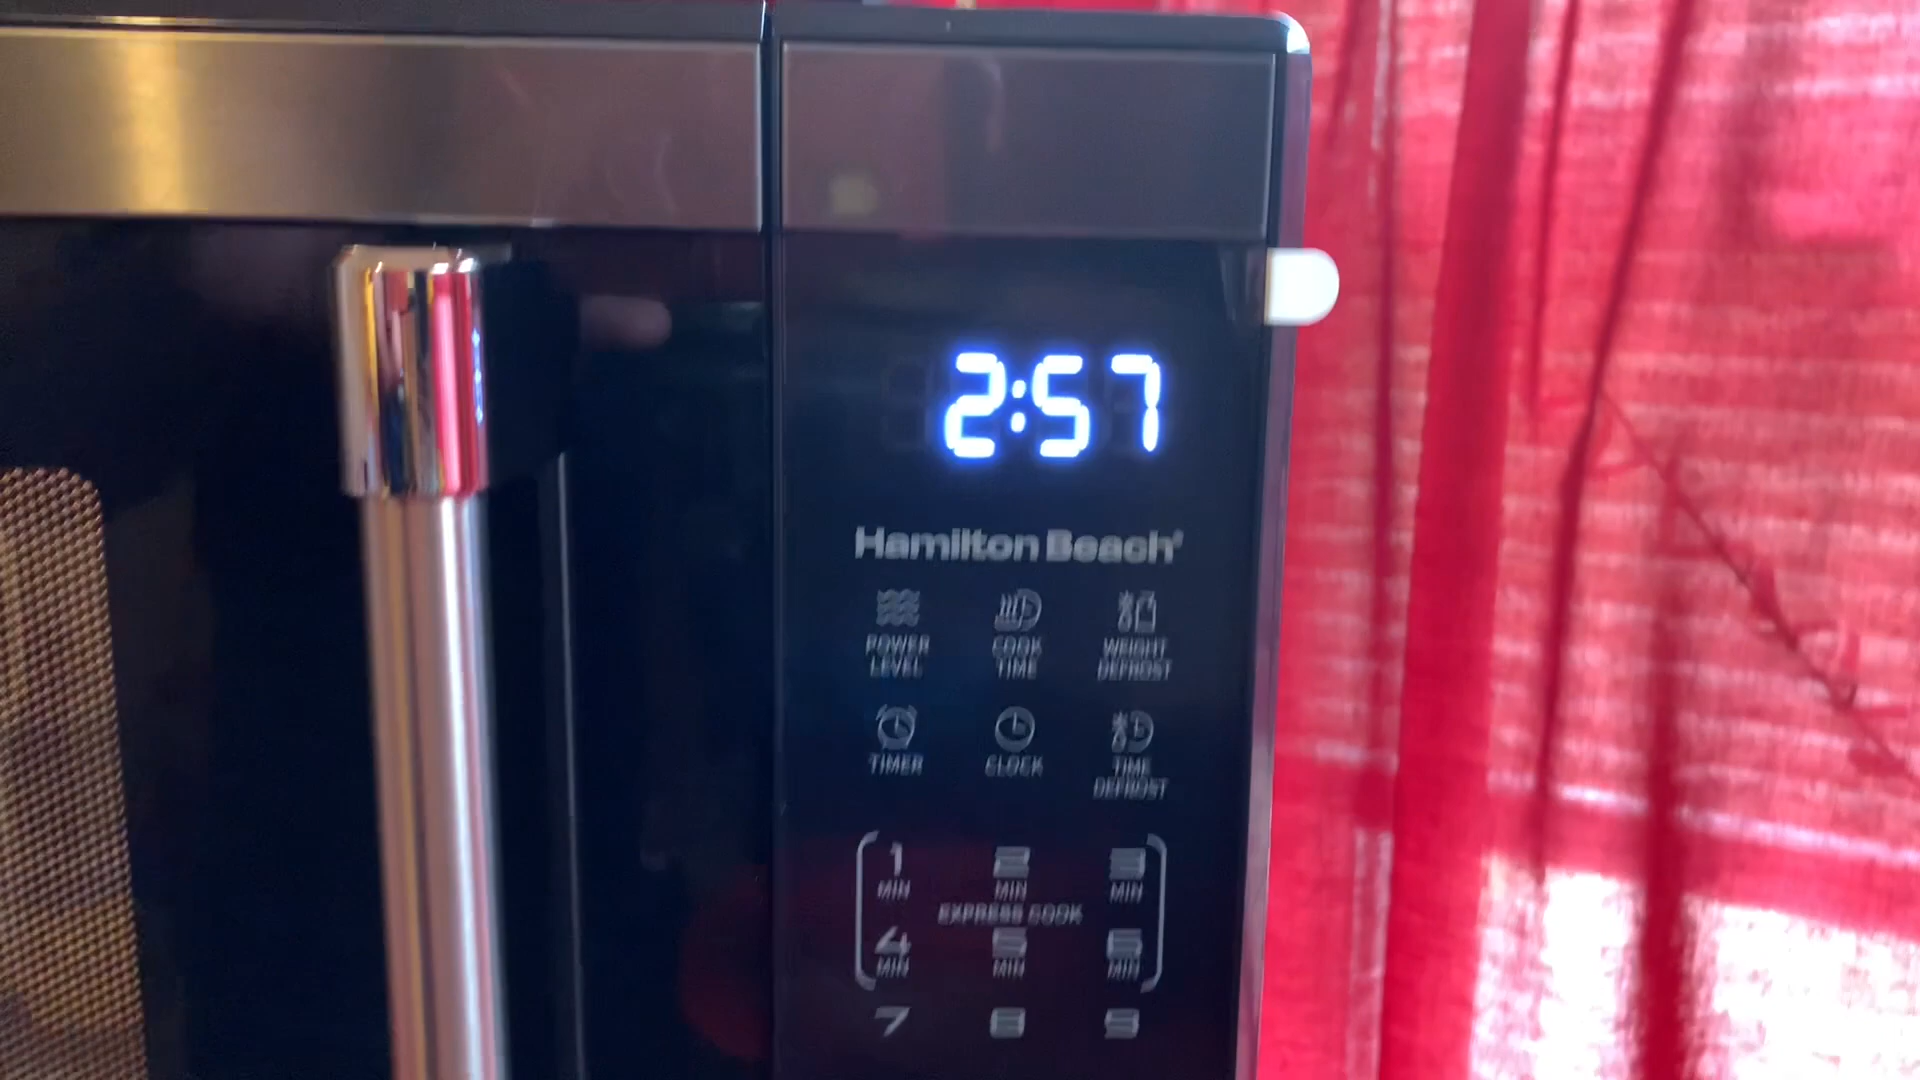 2:57
Hamilton Beach®
POWER LEVEL
COOK TIME
WEIGHT DEFROST
TIMER
CLOCK
TIME DEFROST
1 MIN
2 MIN
3 MIN
EXPRESS COOK
4 MIN
5 MIN
6 MIN
7
8
9